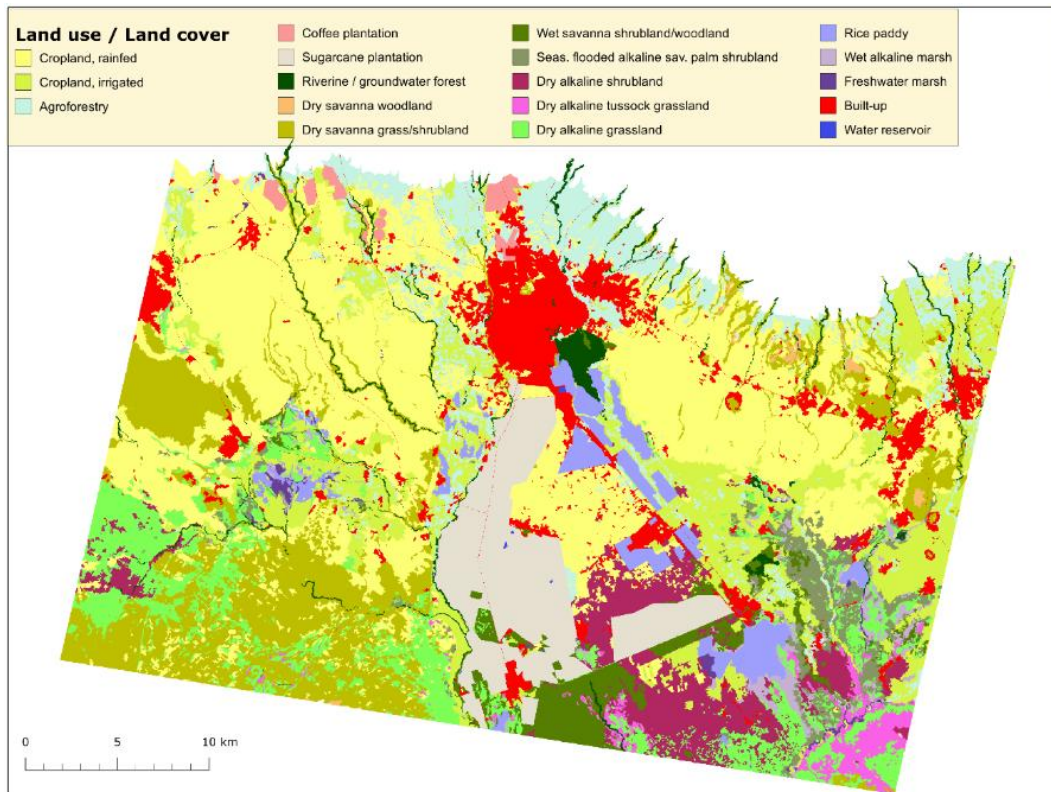 Land use / Land cover
Cropland, rainfed
Cropland, irrigated
Agroforestry
Coffee plantation
Sugarcane plantation
Riverine / groundwater forest
Dry savanna woodland
Dry savanna grass/shrubland
Wet savanna shrubland/woodland
Seas. flooded alkaline sav. palm shrubland
Dry alkaline shrubland
Dry alkaline tussock grassland
Dry alkaline grassland
Rice paddy
Wet alkaline marsh
Freshwater marsh
Built-up
Water reservoir
0 5 10 km